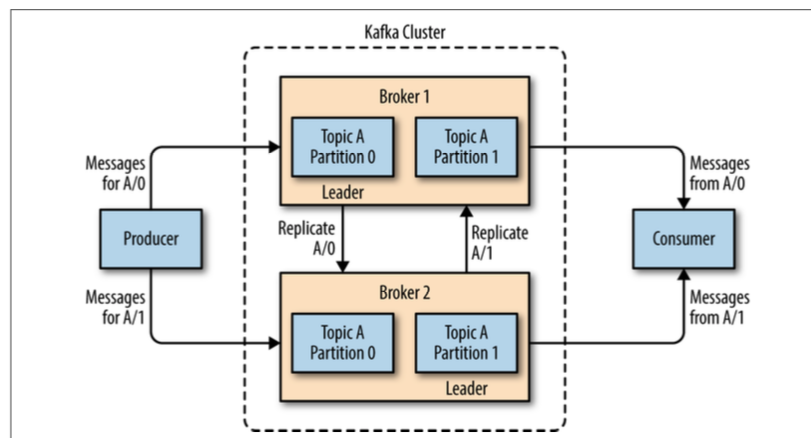 Kafka Cluster
Broker 1
Topic A
Partition 0
Topic A
Partition 1
Leader
Messages
for A/0
Messages
from A/0
Producer
Replicate
A/0
Replicate
A/1
Consumer
Messages
for A/1
Messages
from A/1
Broker 2
Topic A
Partition 0
Topic A
Partition 1
Leader